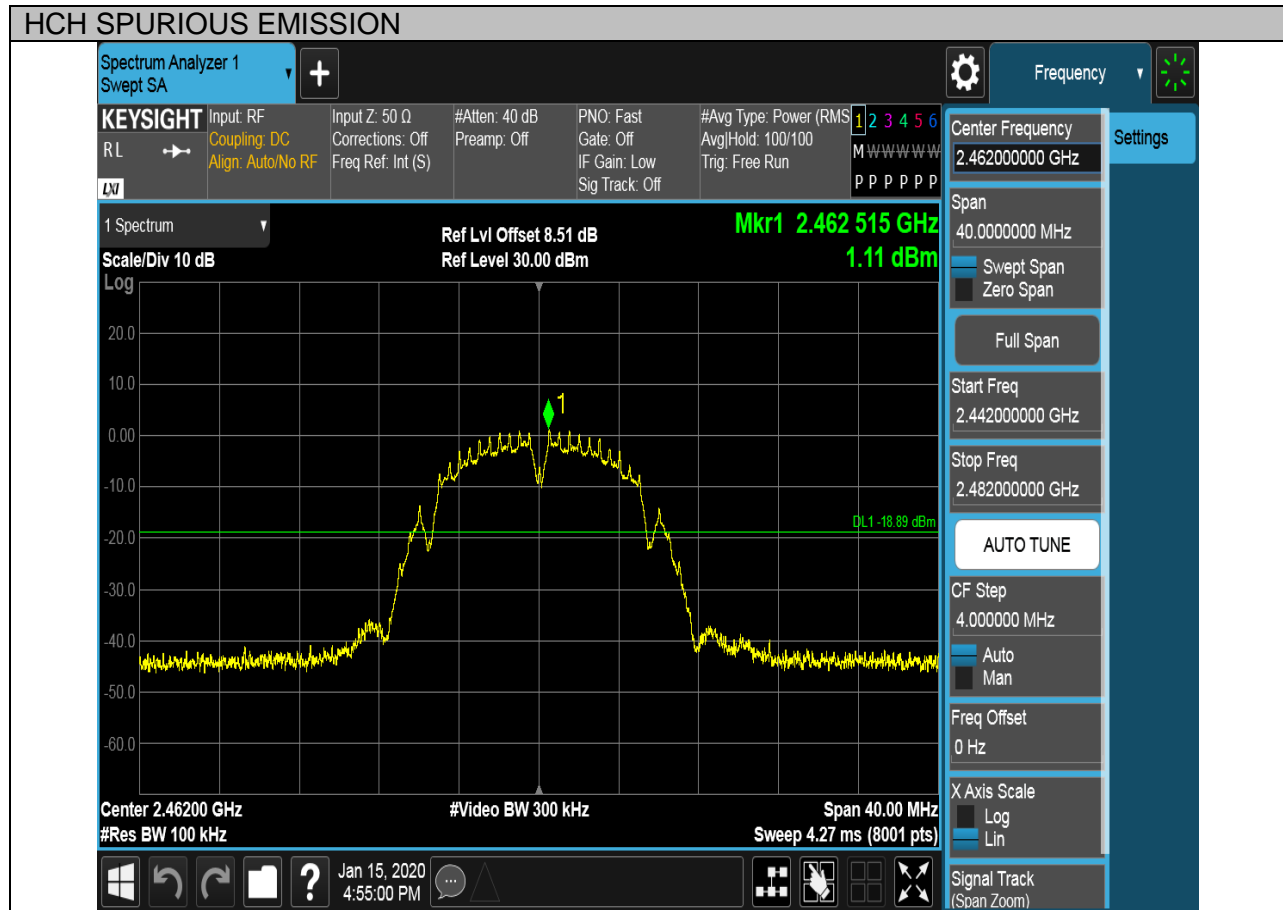 HCH SPURIOUS EMISSION
Spectrum Analyzer 1
Swept SA
Frequency
KEYSIGHT
RL
LXI
Input: RF
Coupling: DC
Align: Auto/No RF
Input Z: 50 Ω
Corrections: Off
Freq Ref: Int (S)
#Atten: 40 dB
Preamp: Off
PNO: Fast
Gate: Off
IF Gain: Low
Sig Track: Off
#Avg Type: Power (RMS
Avg|Hold: 100/100
Trig: Free Run
1 2 3 4 5 6
M W W W W W
P P P P P P
1 Spectrum
Scale/Div 10 dB
Log
Ref Lvl Offset 8.51 dB
Ref Level 30.00 dBm
Mkr1 2.462 515 GHz
1.11 dBm
20.0
10.0
0.00
-10.0
-20.0
-30.0
-40.0
-50.0
-60.0
1
DL1 -18.89 dBm
Center 2.46200 GHz
#Res BW 100 kHz
#Video BW 300 kHz
Span 40.00 MHz
Sweep 4.27 ms (8001 pts)
Jan 15, 2020
4:55:00 PM
Center Frequency
2.462000000 GHz
Settings
Span
40.0000000 MHz
Swept Span
Zero Span
Full Span
Start Freq
2.442000000 GHz
Stop Freq
2.482000000 GHz
AUTO TUNE
CF Step
4.000000 MHz
Auto
Man
Freq Offset
0 Hz
X Axis Scale
Log
Lin
Signal Track
(Span Zoom)